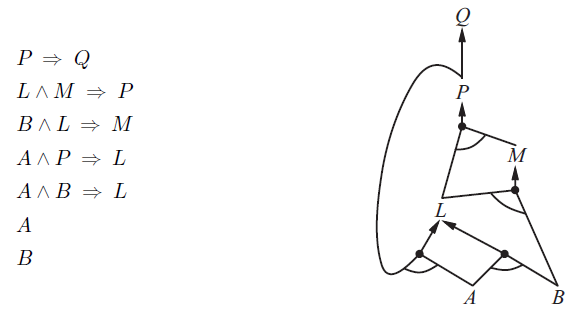 P ⇒ Q
L ∧ M ⇒ P
B ∧ L ⇒ M
A ∧ P ⇒ L
A ∧ B ⇒ L
A
B
Q
P
M
L
A B